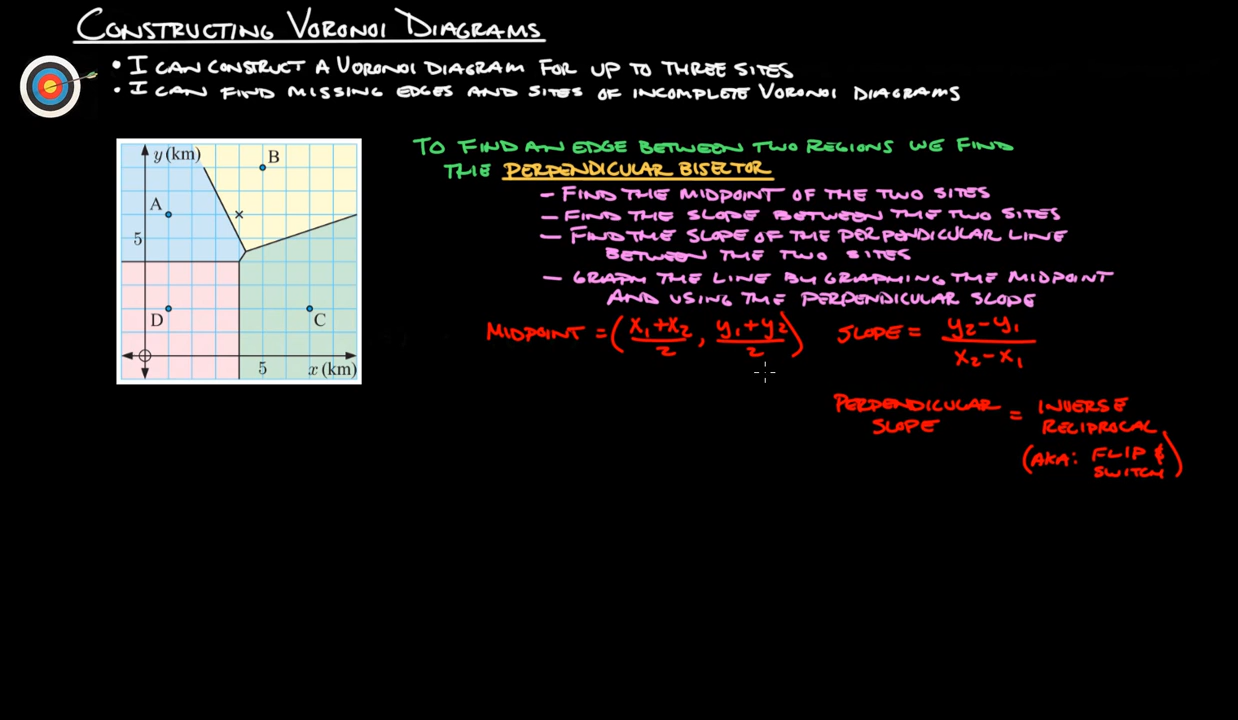 CONSTRUCTING VORONOI DIAGRAMS
• I CAN CONSTRUCT A VORONOI DIAGRAM FOR UP TO THREE SITES
• I CAN FIND MISSING EDGES AND SITES OF INCOMPLETE VORONOI DIAGRAMS
y (km)
B
A
5
D
C
5
x (km)
TO FIND AN EDGE BETWEEN TWO REGIONS WE FIND
THE PERPENDICULAR BISECTOR
– FIND THE MIDPOINT OF THE TWO SITES
– FIND THE SLOPE BETWEEN THE TWO SITES
– FIND THE SLOPE OF THE PERPENDICULAR LINE
BETWEEN THE TWO SITES
– GRAPH THE LINE BY GRAPHING THE MIDPOINT
AND USING THE PERPENDICULAR SLOPE
MIDPOINT = ((x₁+x₂)/2, (y₁+y₂)/2)
SLOPE = (y₂-y₁)/(x₂-x₁)
PERPENDICULAR SLOPE = INVERSE RECIPROCAL
(AKA: FLIP & SWITCH)